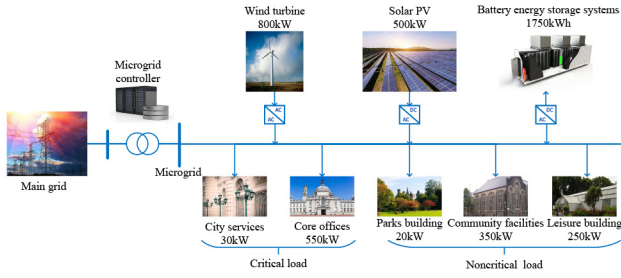 Wind turbine
800kW
Solar PV
500kW
Battery energy storage systems
1750kWh
Microgrid
controller
AC
AC
DC
AC
DC
AC
Main grid
Microgrid
City services
30kW
Core offices
550kW
Parks building
20kW
Community facilities
350kW
Leisure building
250kW
Critical load
Noncritical load